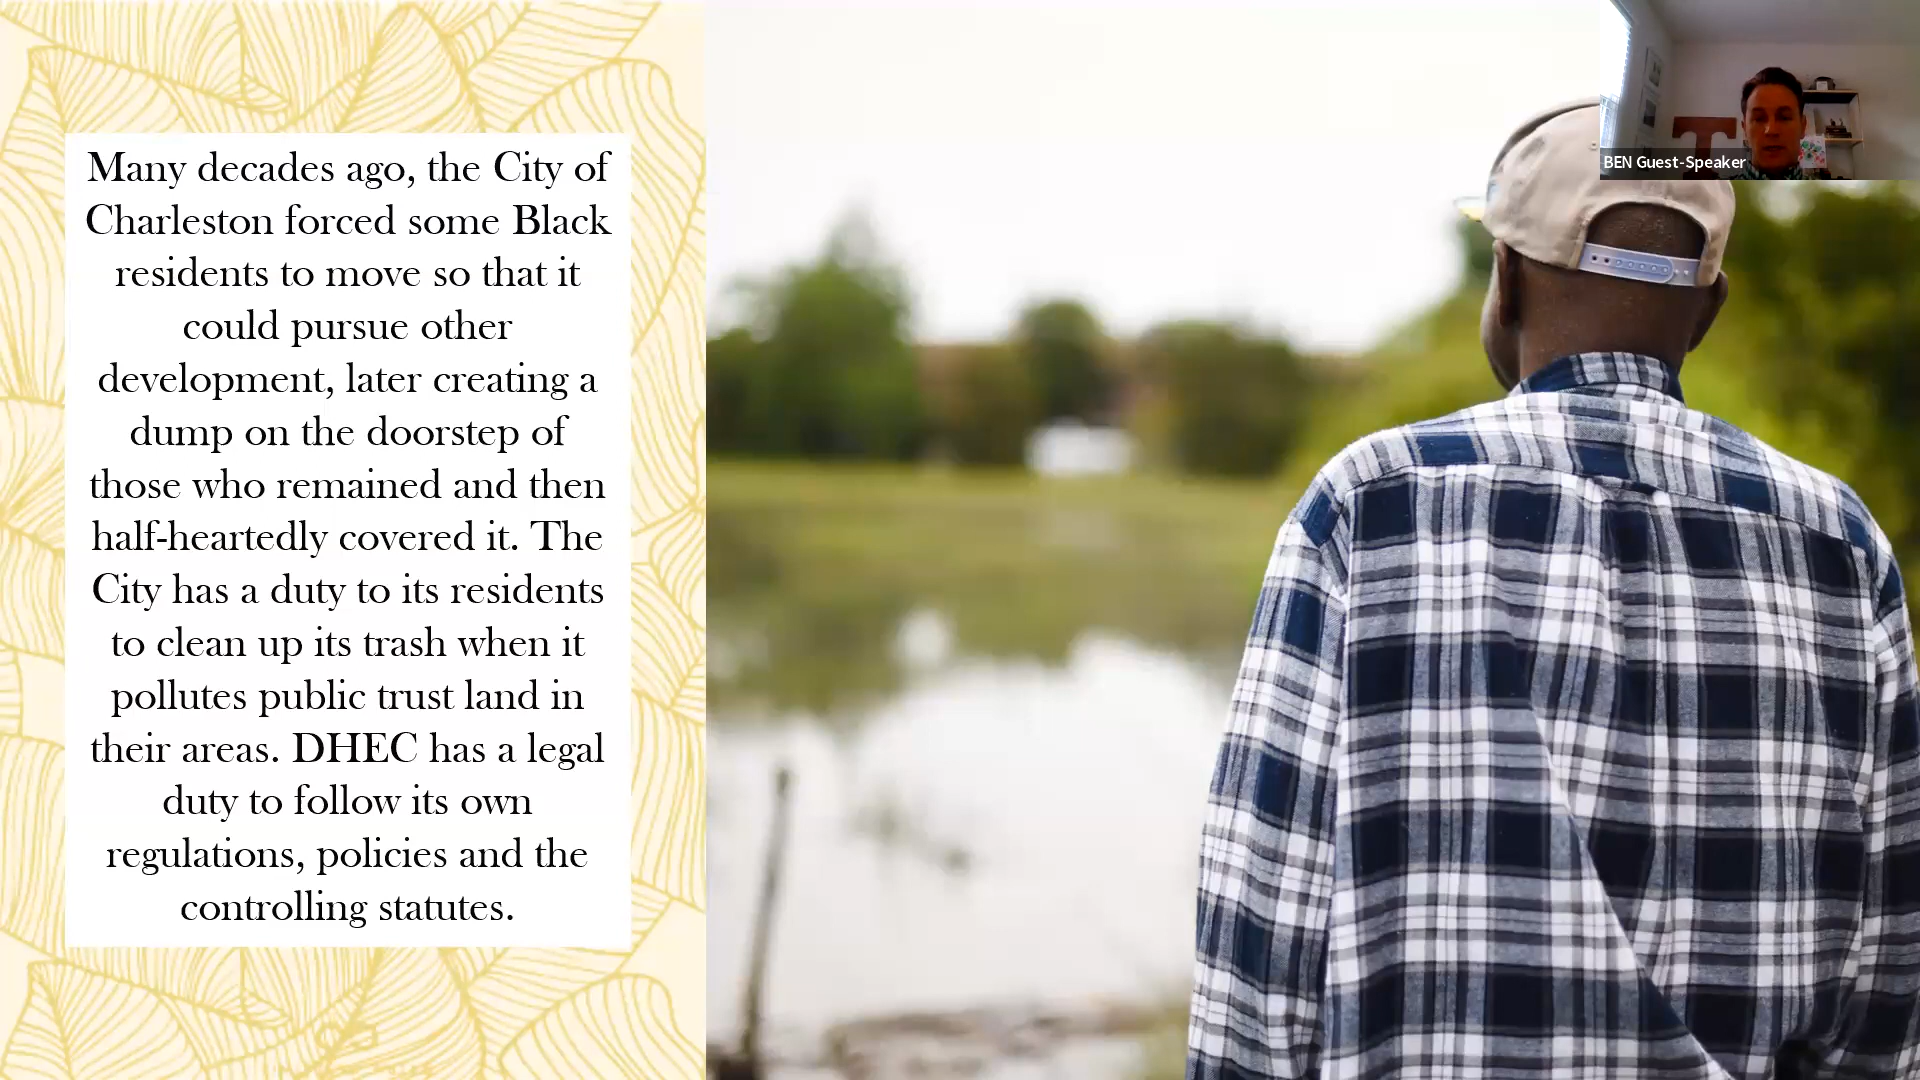 Many decades ago, the City of
Charleston forced some Black
residents to move so that it
could pursue other
development, later creating a
dump on the doorstep of
those who remained and then
half-heartedly covered it. The
City has a duty to its residents
to clean up its trash when it
pollutes public trust land in
their areas. DHEC has a legal
duty to follow its own
regulations, policies and the
controlling statutes.
BEN Guest-Speaker